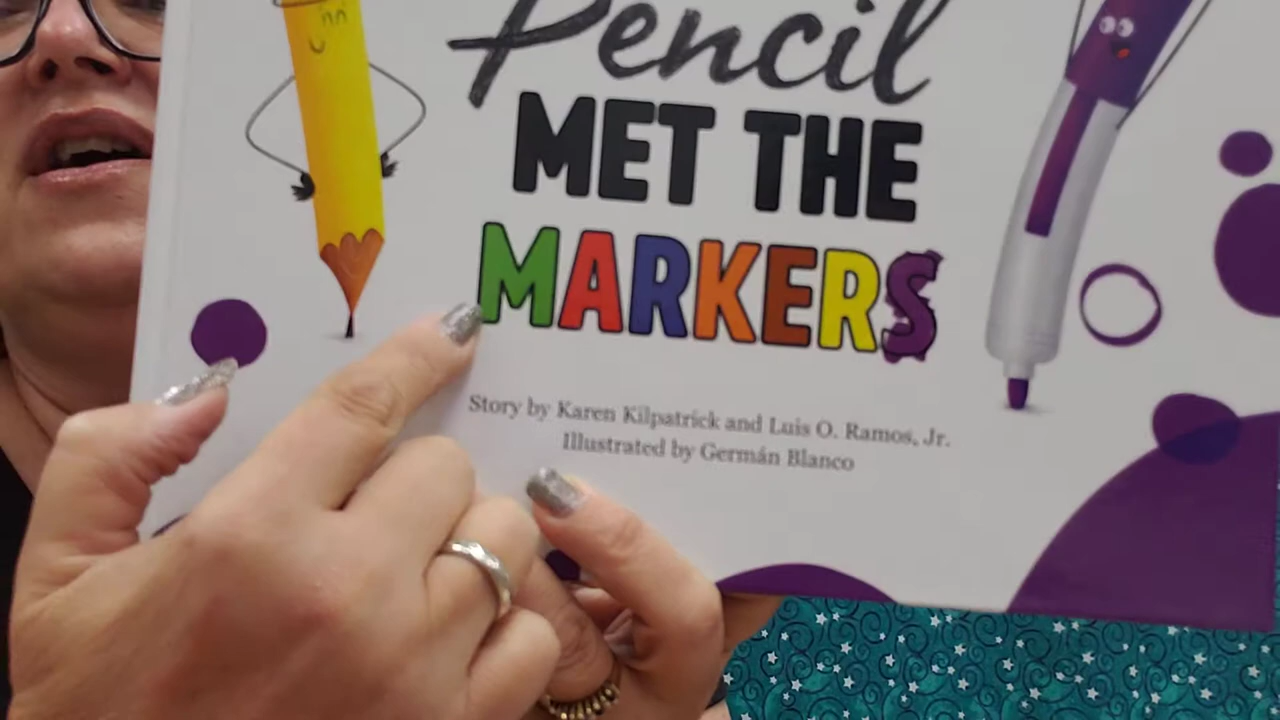 Pencil
MET THE
MARKERS
Story by Karen Kilpatrick and Luis O. Ramos, Jr.
Illustrated by Germán Blanco